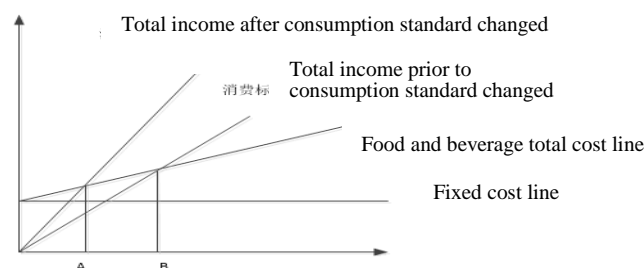 Total income after consumption standard changed
Total income prior to
消费标 consumption standard changed
Food and beverage total cost line
Fixed cost line
A B